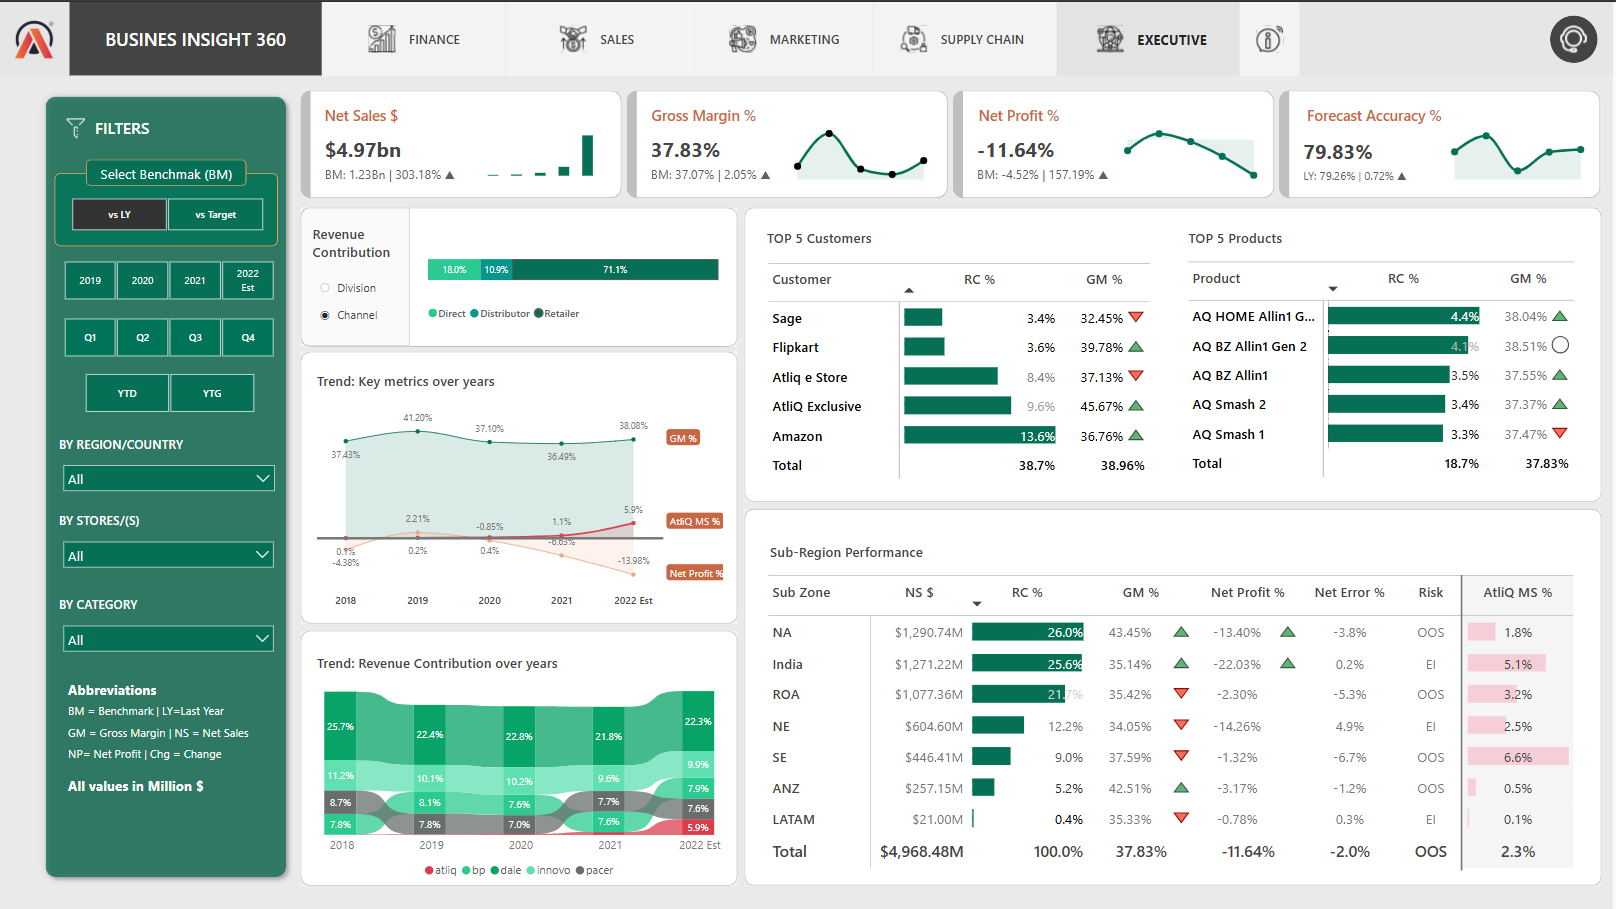 BUSINES INSIGHT 360
FINANCE
SALES
MARKETING
SUPPLY CHAIN
EXECUTIVE
FILTERS
Select Benchmak (BM)
vs LY
vs Target
2019
2020
2021
2022
Est
Q1
Q2
Q3
Q4
YTD
YTG
BY REGION/COUNTRY
All
BY STORES/(S)
All
BY CATEGORY
All
Abbreviations
BM = Benchmark | LY=Last Year
GM = Gross Margin | NS = Net Sales
NP= Net Profit | Chg = Change
All values in Million $
Net Sales $
$4.97bn
BM: 1.23Bn | 303.18% ▲
Gross Margin %
37.83%
BM: 37.07% | 2.05% ▲
Net Profit %
-11.64%
BM: -4.52% | 157.19% ▲
Forecast Accuracy %
79.83%
LY: 79.26% | 0.72% ▲
Revenue
Contribution
Division
Channel
18.0% 10.9% 71.1%
Direct Distributor Retailer
Trend: Key metrics over years
37.43% 41.20% 37.10% 36.49% 38.08%
GM %
0.1% 0.2% 0.4% 1.1% 5.9%
AtliQ MS %
-4.38% 2.21% -0.85% -6.63% -13.98%
Net Profit %
2018 2019 2020 2021 2022 Est
Trend: Revenue Contribution over years
25.7% 22.4% 22.8% 21.8% 22.3%
11.2% 10.1% 10.2% 9.6% 9.9%
8.7% 8.1% 7.6% 7.7% 7.9%
7.8% 7.8% 7.0% 7.6% 7.6%
5.9%
2018 2019 2020 2021 2022 Est
atliq bp dale innovo pacer
TOP 5 Customers
Customer RC % GM %
Sage 3.4% 32.45%
Flipkart 3.6% 39.78%
Atliq e Store 8.4% 37.13%
AtliQ Exclusive 9.6% 45.67%
Amazon 13.6% 36.76%
Total 38.7% 38.96%
TOP 5 Products
Product RC % GM %
AQ HOME Allin1 G... 4.4% 38.04%
AQ BZ Allin1 Gen 2 4.1% 38.51%
AQ BZ Allin1 3.5% 37.55%
AQ Smash 2 3.4% 37.37%
AQ Smash 1 3.3% 37.47%
Total 18.7% 37.83%
Sub-Region Performance
Sub Zone NS $ RC % GM % Net Profit % Net Error % Risk AtliQ MS %
NA $1,290.74M 26.0% 43.45% -13.40% -3.8% OOS 1.8%
India $1,271.22M 25.6% 35.14% -22.03% 0.2% EI 5.1%
ROA $1,077.36M 21.7% 35.42% -2.30% -5.3% OOS 3.2%
NE $604.60M 12.2% 34.05% -14.26% 4.9% EI 2.5%
SE $446.41M 9.0% 37.59% -1.32% -6.7% OOS 6.6%
ANZ $257.15M 5.2% 42.51% -3.17% -1.2% OOS 0.5%
LATAM $21.00M 0.4% 35.33% -0.78% 0.3% EI 0.1%
Total $4,968.48M 100.0% 37.83% -11.64% -2.0% OOS 2.3%